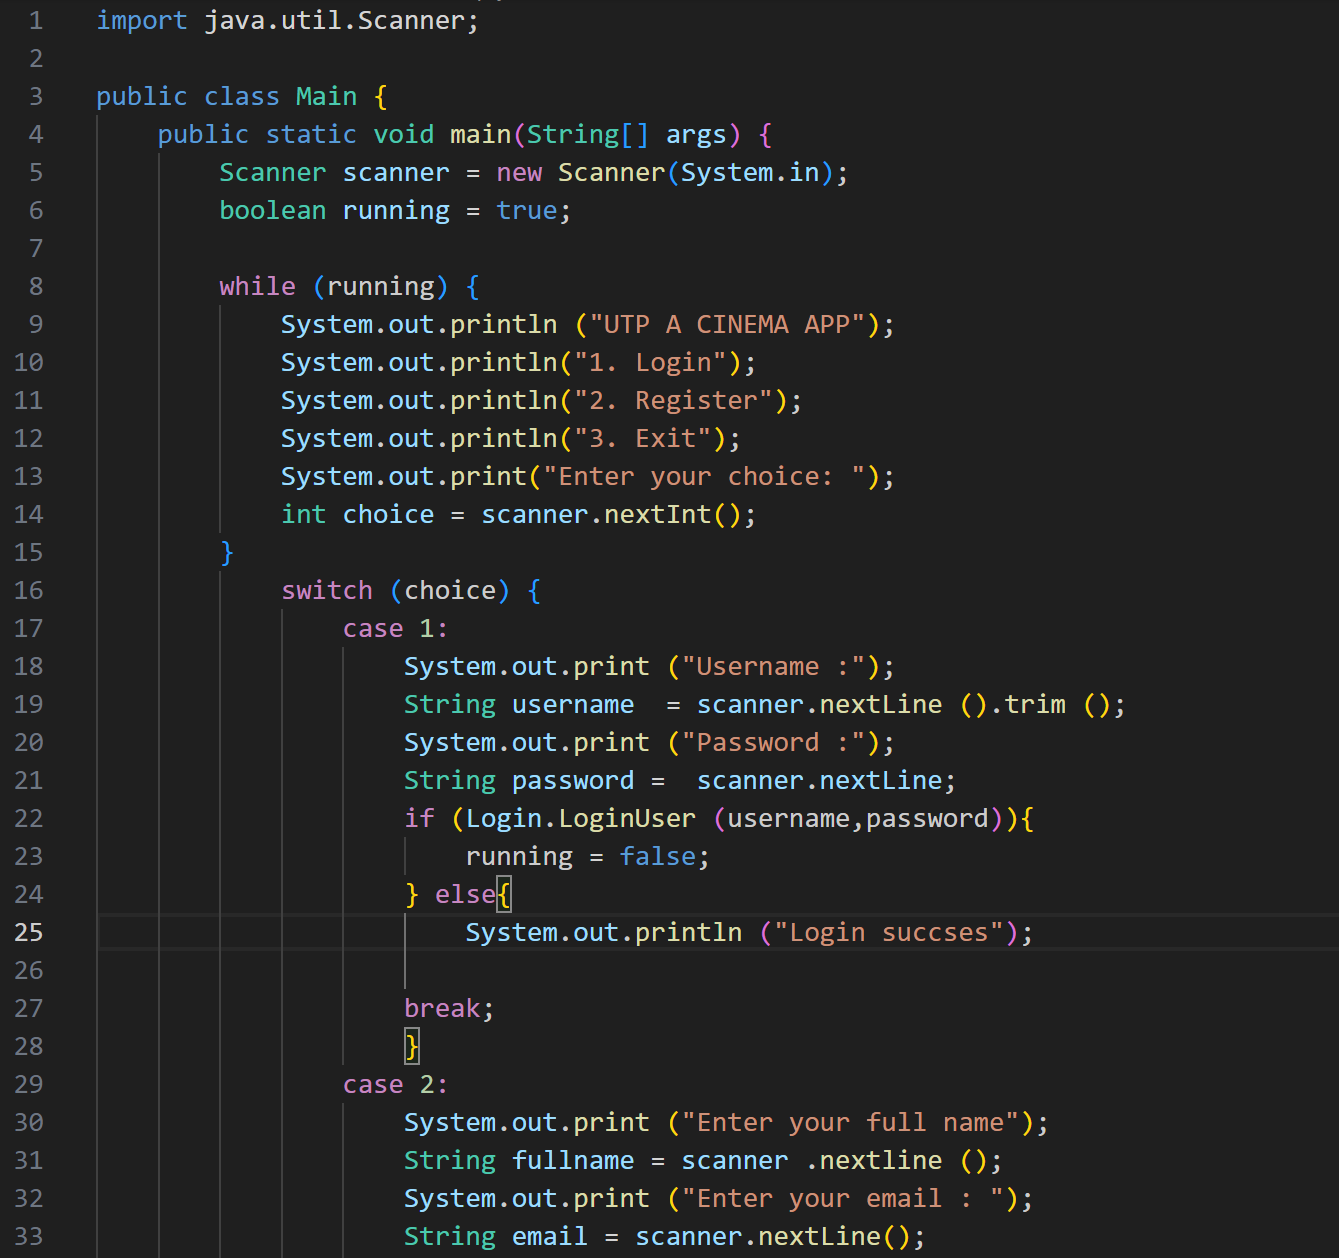 1 import java.util.Scanner;
2
3 public class Main {
4 public static void main(String[] args) {
5 Scanner scanner = new Scanner(System.in);
6 boolean running = true;
7
8 while (running) {
9 System.out.println ("UTP A CINEMA APP");
10 System.out.println("1. Login");
11 System.out.println("2. Register");
12 System.out.println("3. Exit");
13 System.out.print("Enter your choice: ");
14 int choice = scanner.nextInt();
15 }
16 switch (choice) {
17 case 1:
18 System.out.print ("Username :");
19 String username  = scanner.nextLine ().trim ();
20 System.out.print ("Password :");
21 String password =  scanner.nextLine;
22 if (Login.LoginUser (username,password)){
23 running = false;
24 } else{
25 System.out.println ("Login succses");
26
27 break;
28 }
29 case 2:
30 System.out.print ("Enter your full name");
31 String fullname = scanner .nextline ();
32 System.out.print ("Enter your email : ");
33 String email = scanner.nextLine();